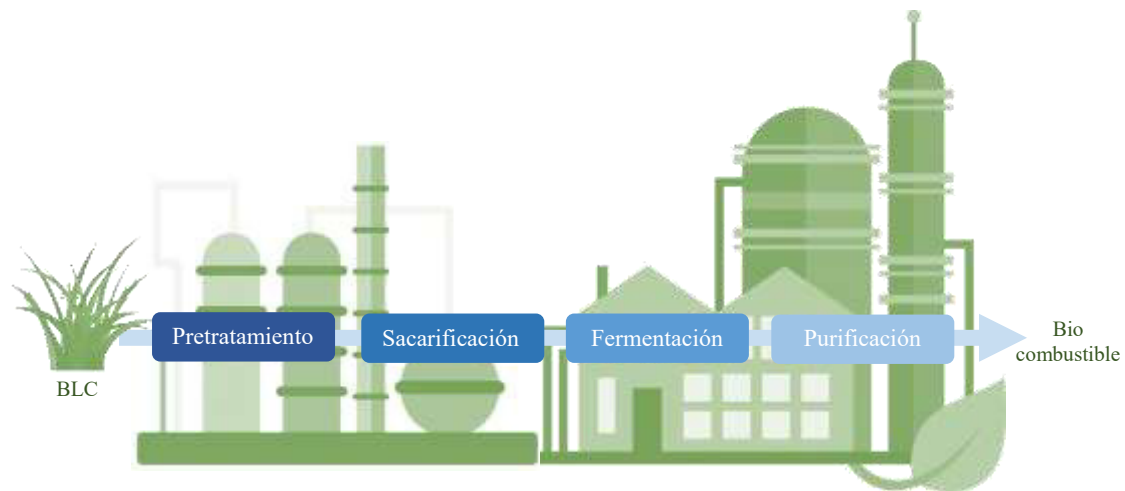 BLC
Pretratamiento
Sacarificación
Fermentación
Purificación
Bio
combustible